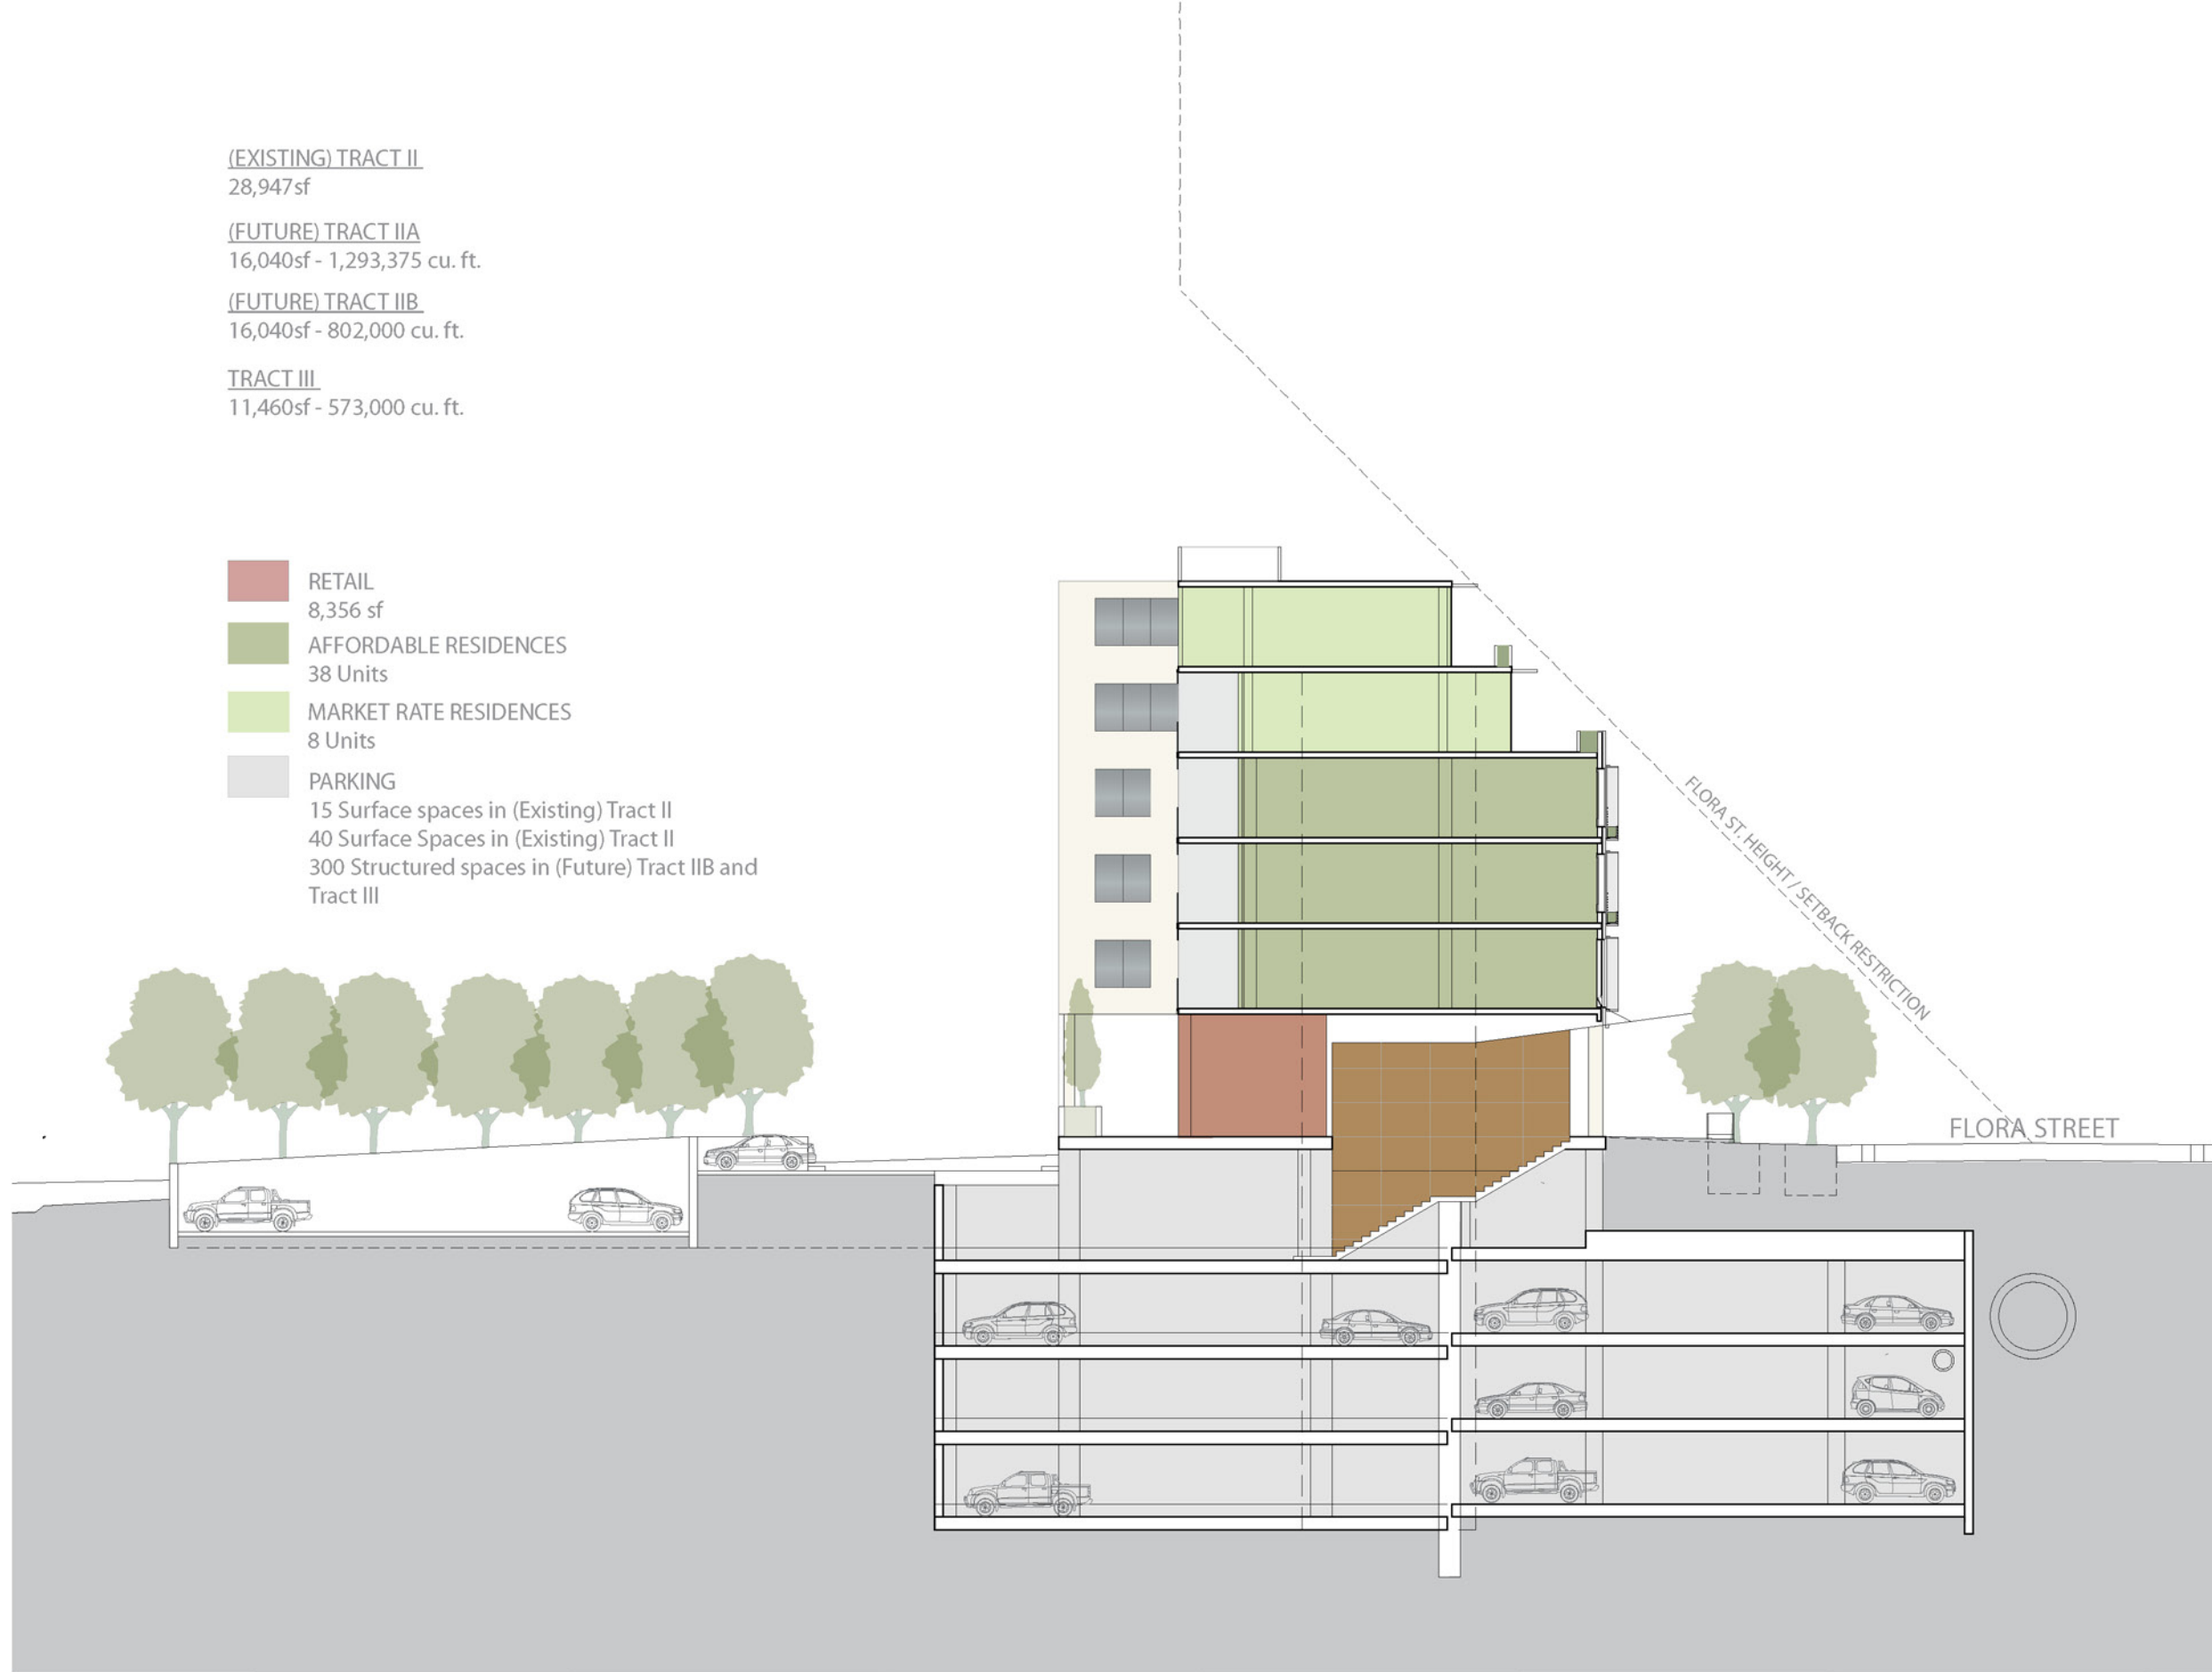 (EXISTING) TRACT II
28,947sf
(FUTURE) TRACT IIA
16,040sf - 1,293,375 cu. ft.
(FUTURE) TRACT IIB
16,040sf - 802,000 cu. ft.
TRACT III
11,460sf - 573,000 cu. ft.
RETAIL
8,356 sf
AFFORDABLE RESIDENCES
38 Units
MARKET RATE RESIDENCES
8 Units
PARKING
15 Surface spaces in (Existing) Tract II
40 Surface Spaces in (Existing) Tract II
300 Structured spaces in (Future) Tract IIB and
Tract III
FLORA ST. HEIGHT / SETBACK RESTRICTION
FLORA STREET